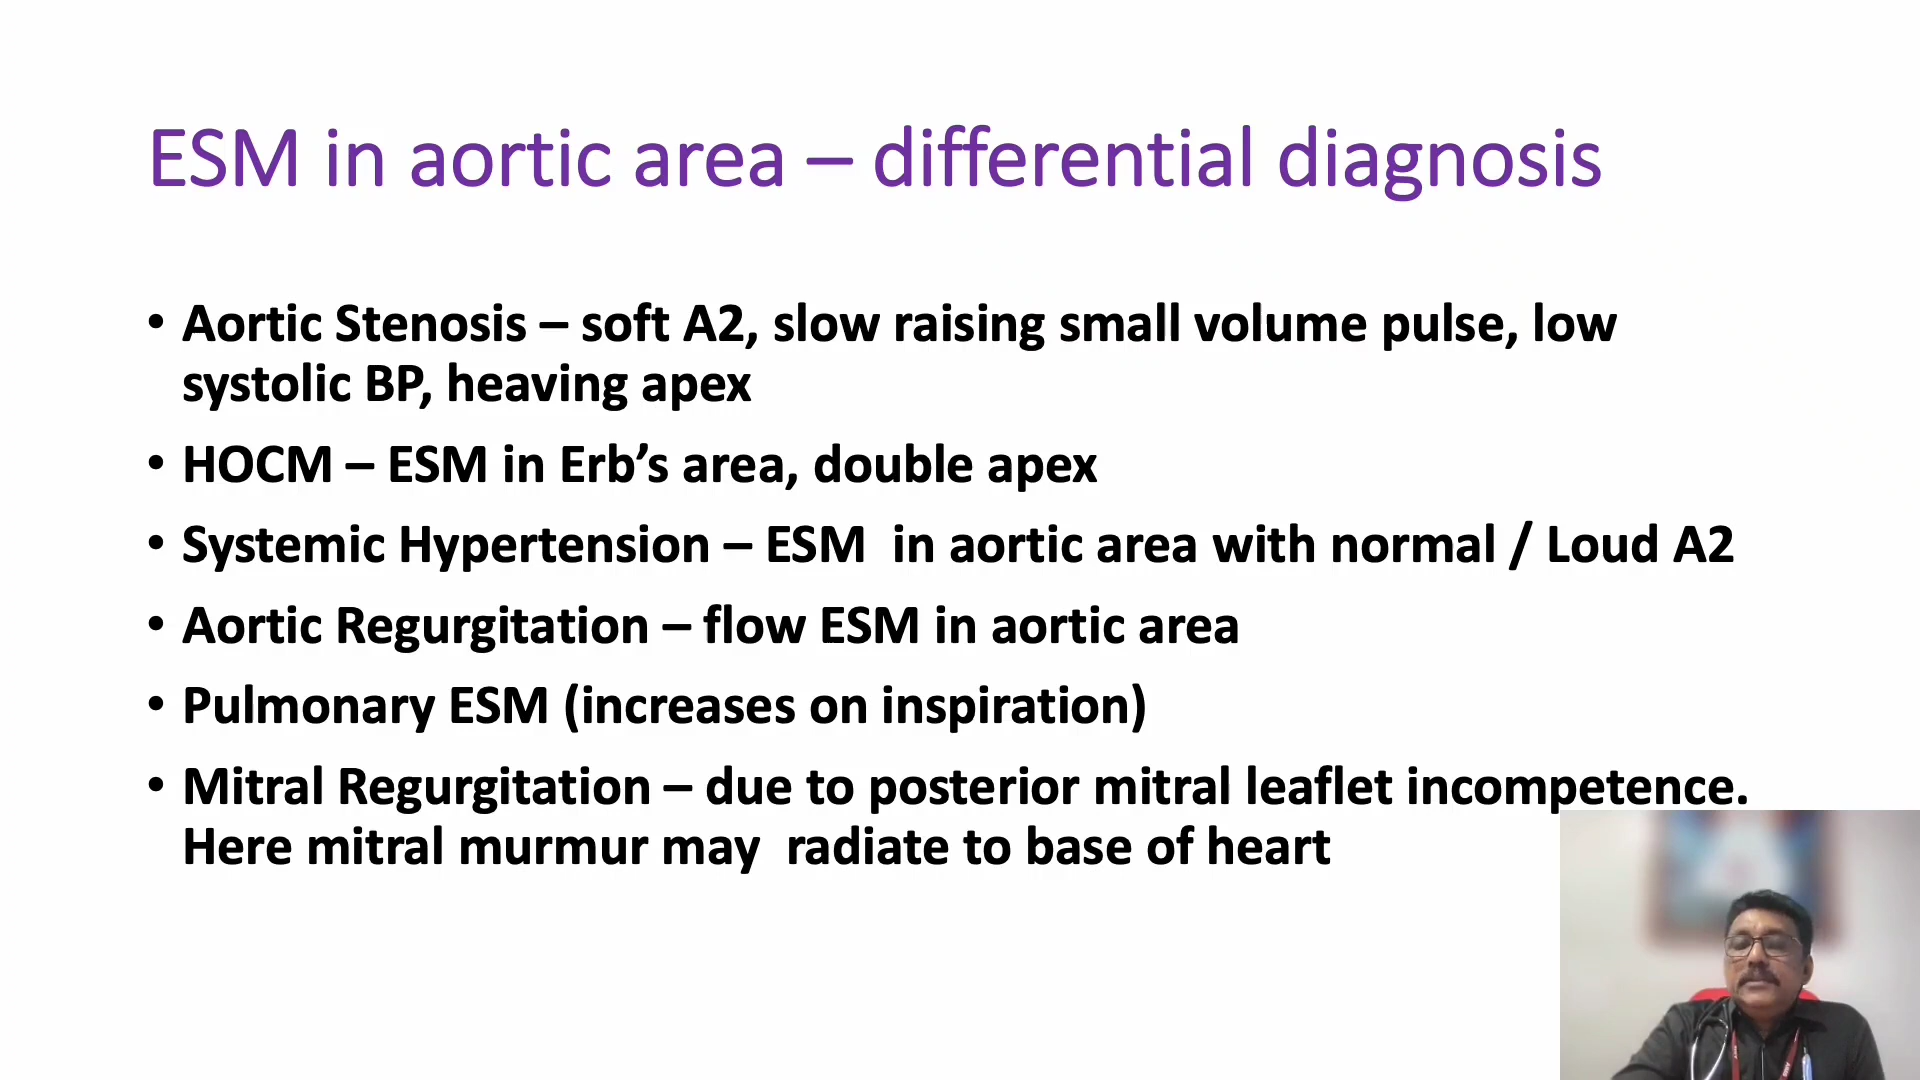 ESM in aortic area – differential diagnosis
• Aortic Stenosis – soft A2, slow raising small volume pulse, low
systolic BP, heaving apex
• HOCM – ESM in Erb’s area, double apex
• Systemic Hypertension – ESM  in aortic area with normal / Loud A2
• Aortic Regurgitation – flow ESM in aortic area
• Pulmonary ESM (increases on inspiration)
• Mitral Regurgitation – due to posterior mitral leaflet incompetence.
Here mitral murmur may  radiate to base of heart